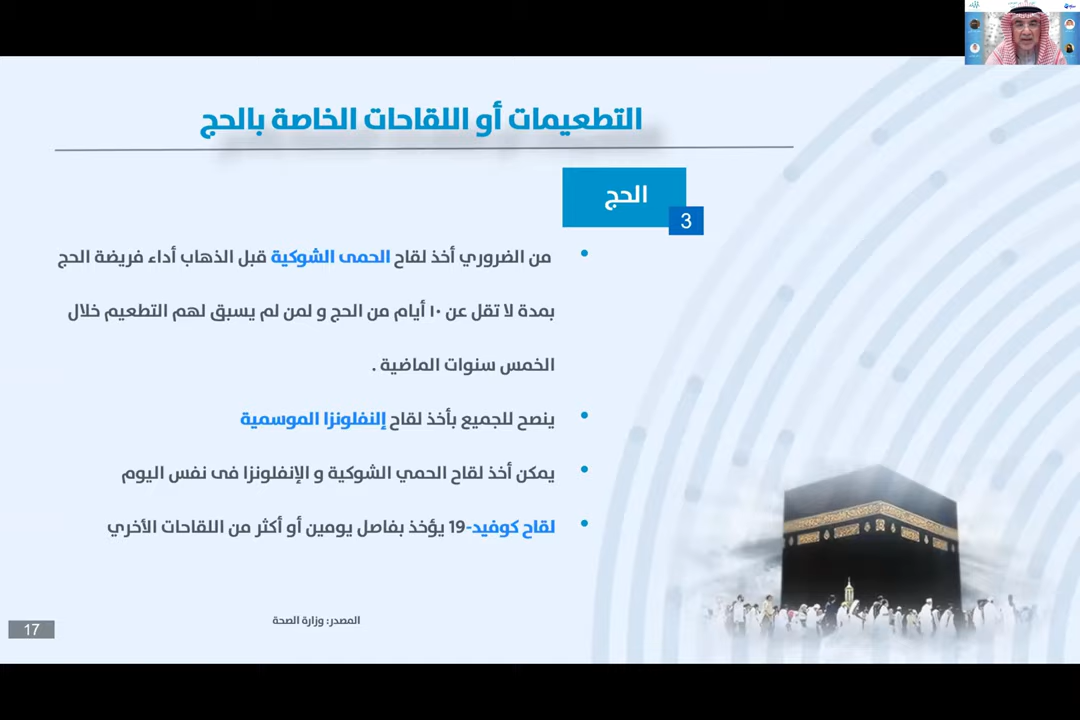 التطعيمات أو اللقاحات الخاصة بالحج
الحج
3
• من الضروري أخذ لقاح الحمى الشوكية قبل الذهاب أداء فريضة الحج
بمدة لا تقل عن ١٠ أيام من الحج و لمن لم يسبق لهم التطعيم خلال
الخمس سنوات الماضية .
• ينصح للجميع بأخذ لقاح إلنفلونزا الموسمية
• يمكن أخذ لقاح الحمي الشوكية و الإنفلونزا فى نفس اليوم
• لقاح كوفيد-19 يؤخذ بفاصل يومين أو أكثر من اللقاحات الأخري
المصدر: وزارة الصحة
17